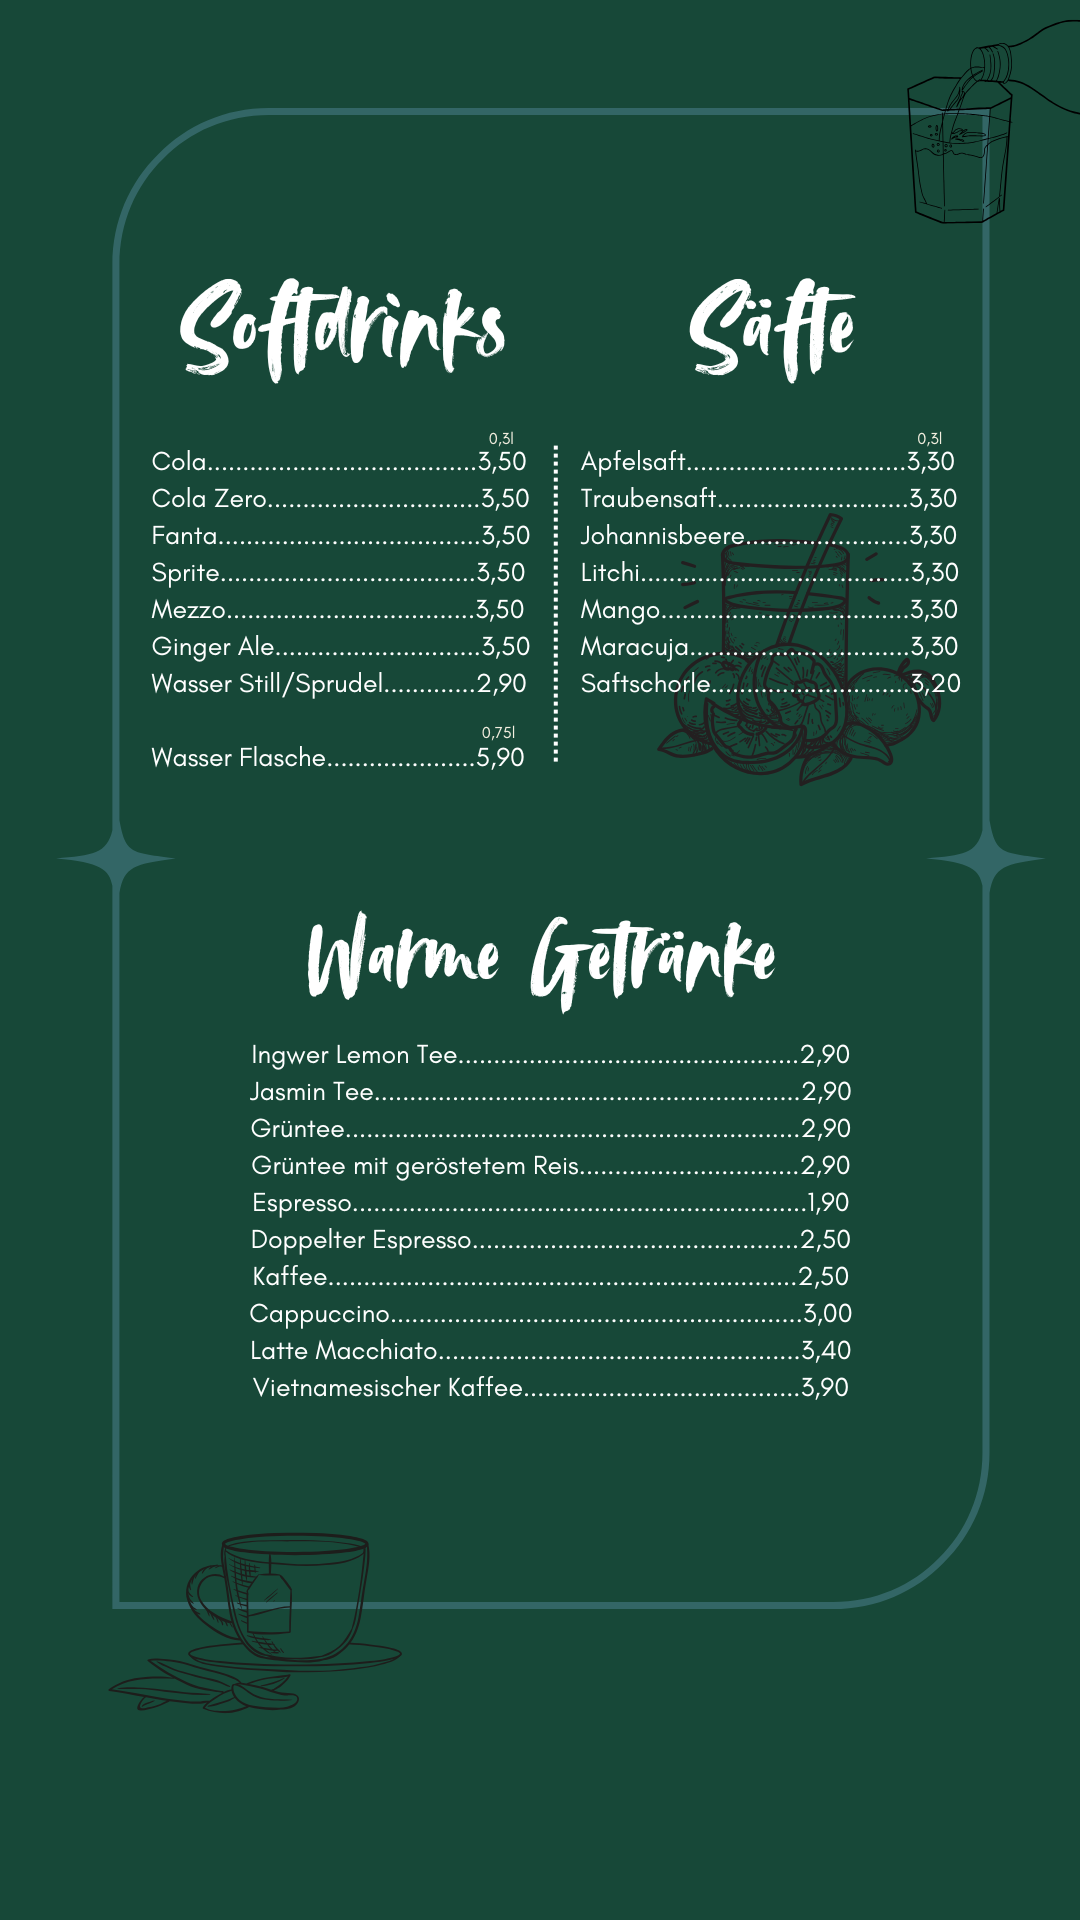 Softdrinks
0,3l
Cola.......................................3,50
Cola Zero..............................3,50
Fanta.....................................3,50
Sprite....................................3,50
Mezzo...................................3,50
Ginger Ale.............................3,50
Wasser Still/Sprudel.............2,90
0,75l
Wasser Flasche.....................5,90
Säfte
0,3l
Apfelsaft...............................3,30
Traubensaft...........................3,30
Johannisbeere.......................3,30
Litchi......................................3,30
Mango...................................3,30
Maracuja...............................3,30
Saftschorle............................3,20
Warme Getränke
Ingwer Lemon Tee................................................2,90
Jasmin Tee............................................................2,90
Grüntee................................................................2,90
Grüntee mit geröstetem Reis...............................2,90
Espresso................................................................1,90
Doppelter Espresso..............................................2,50
Kaffee..................................................................2,50
Cappuccino..........................................................3,00
Latte Macchiato...................................................3,40
Vietnamesischer Kaffee.......................................3,90